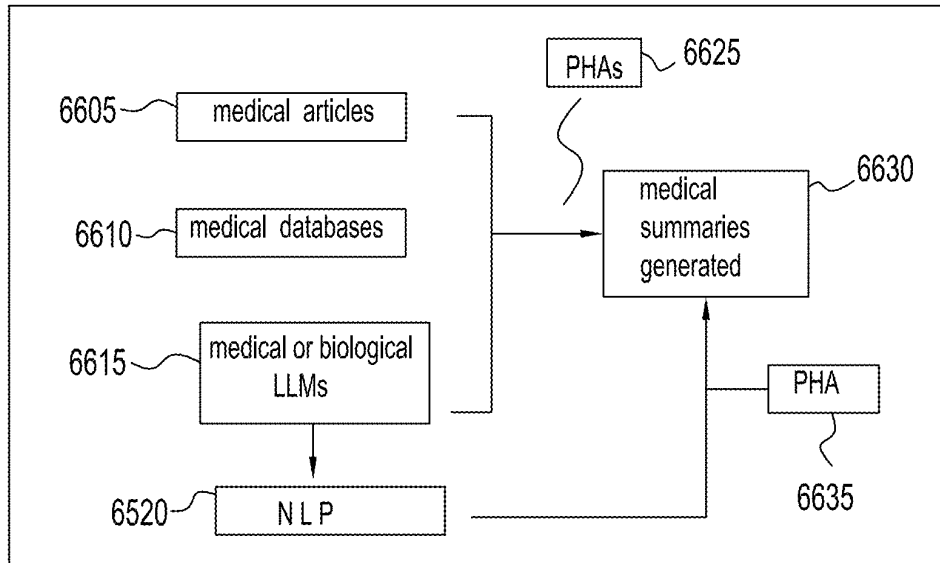 PHAs
6625
6605
medical articles
6630
medical
summaries
generated
6610
medical databases
6615
medical or biological
LLMs
PHA
6635
6520
NLP